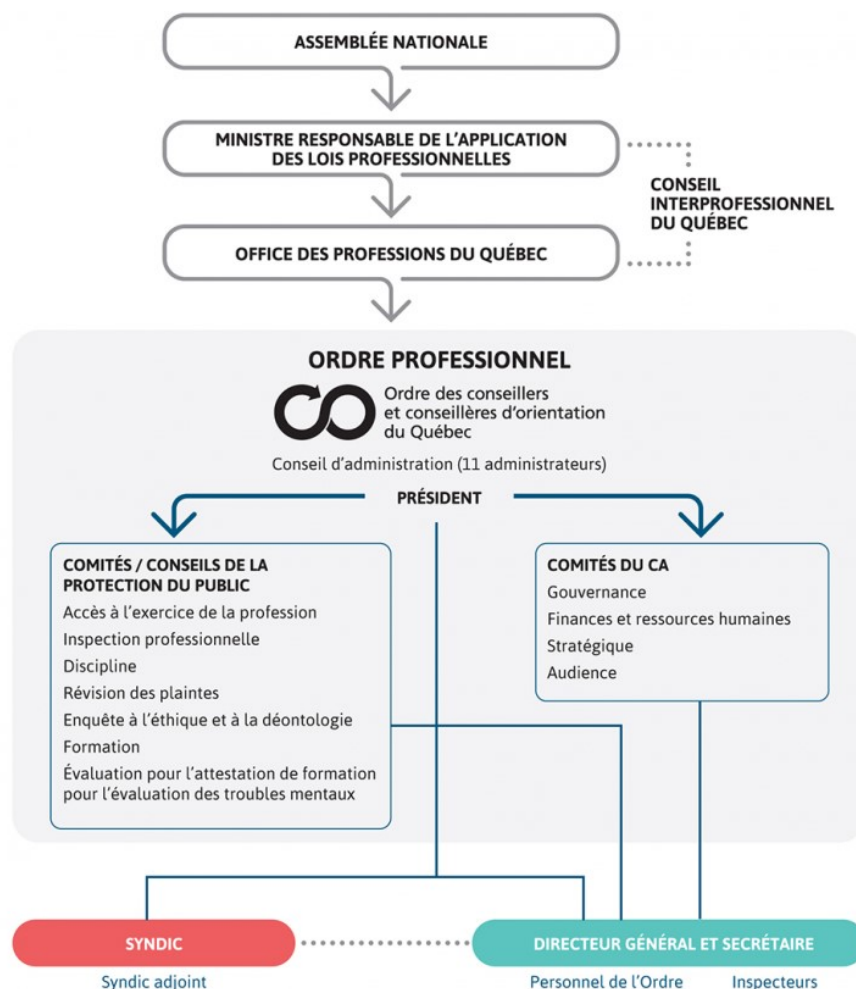 ASSEMBLÉE NATIONALE
MINISTRE RESPONSABLE DE L'APPLICATION
DES LOIS PROFESSIONNELLES
CONSEIL
INTERPROFESSIONNEL
DU QUÉBEC
OFFICE DES PROFESSIONS DU QUÉBEC
ORDRE PROFESSIONNEL
Ordre des conseillers
et conseillères d'orientation
du Québec
Conseil d'administration (11 administrateurs)
PRÉSIDENT
COMITÉS / CONSEILS DE LA
PROTECTION DU PUBLIC
Accès à l'exercice de la profession
Inspection professionnelle
Discipline
Révision des plaintes
Enquête à l'éthique et à la déontologie
Formation
Évaluation pour l'attestation de formation
pour l'évaluation des troubles mentaux
COMITÉS DU CA
Gouvernance
Finances et ressources humaines
Stratégique
Audience
SYNDIC
Syndic adjoint
DIRECTEUR GÉNÉRAL ET SECRÉTAIRE
Personnel de l'Ordre
Inspecteurs